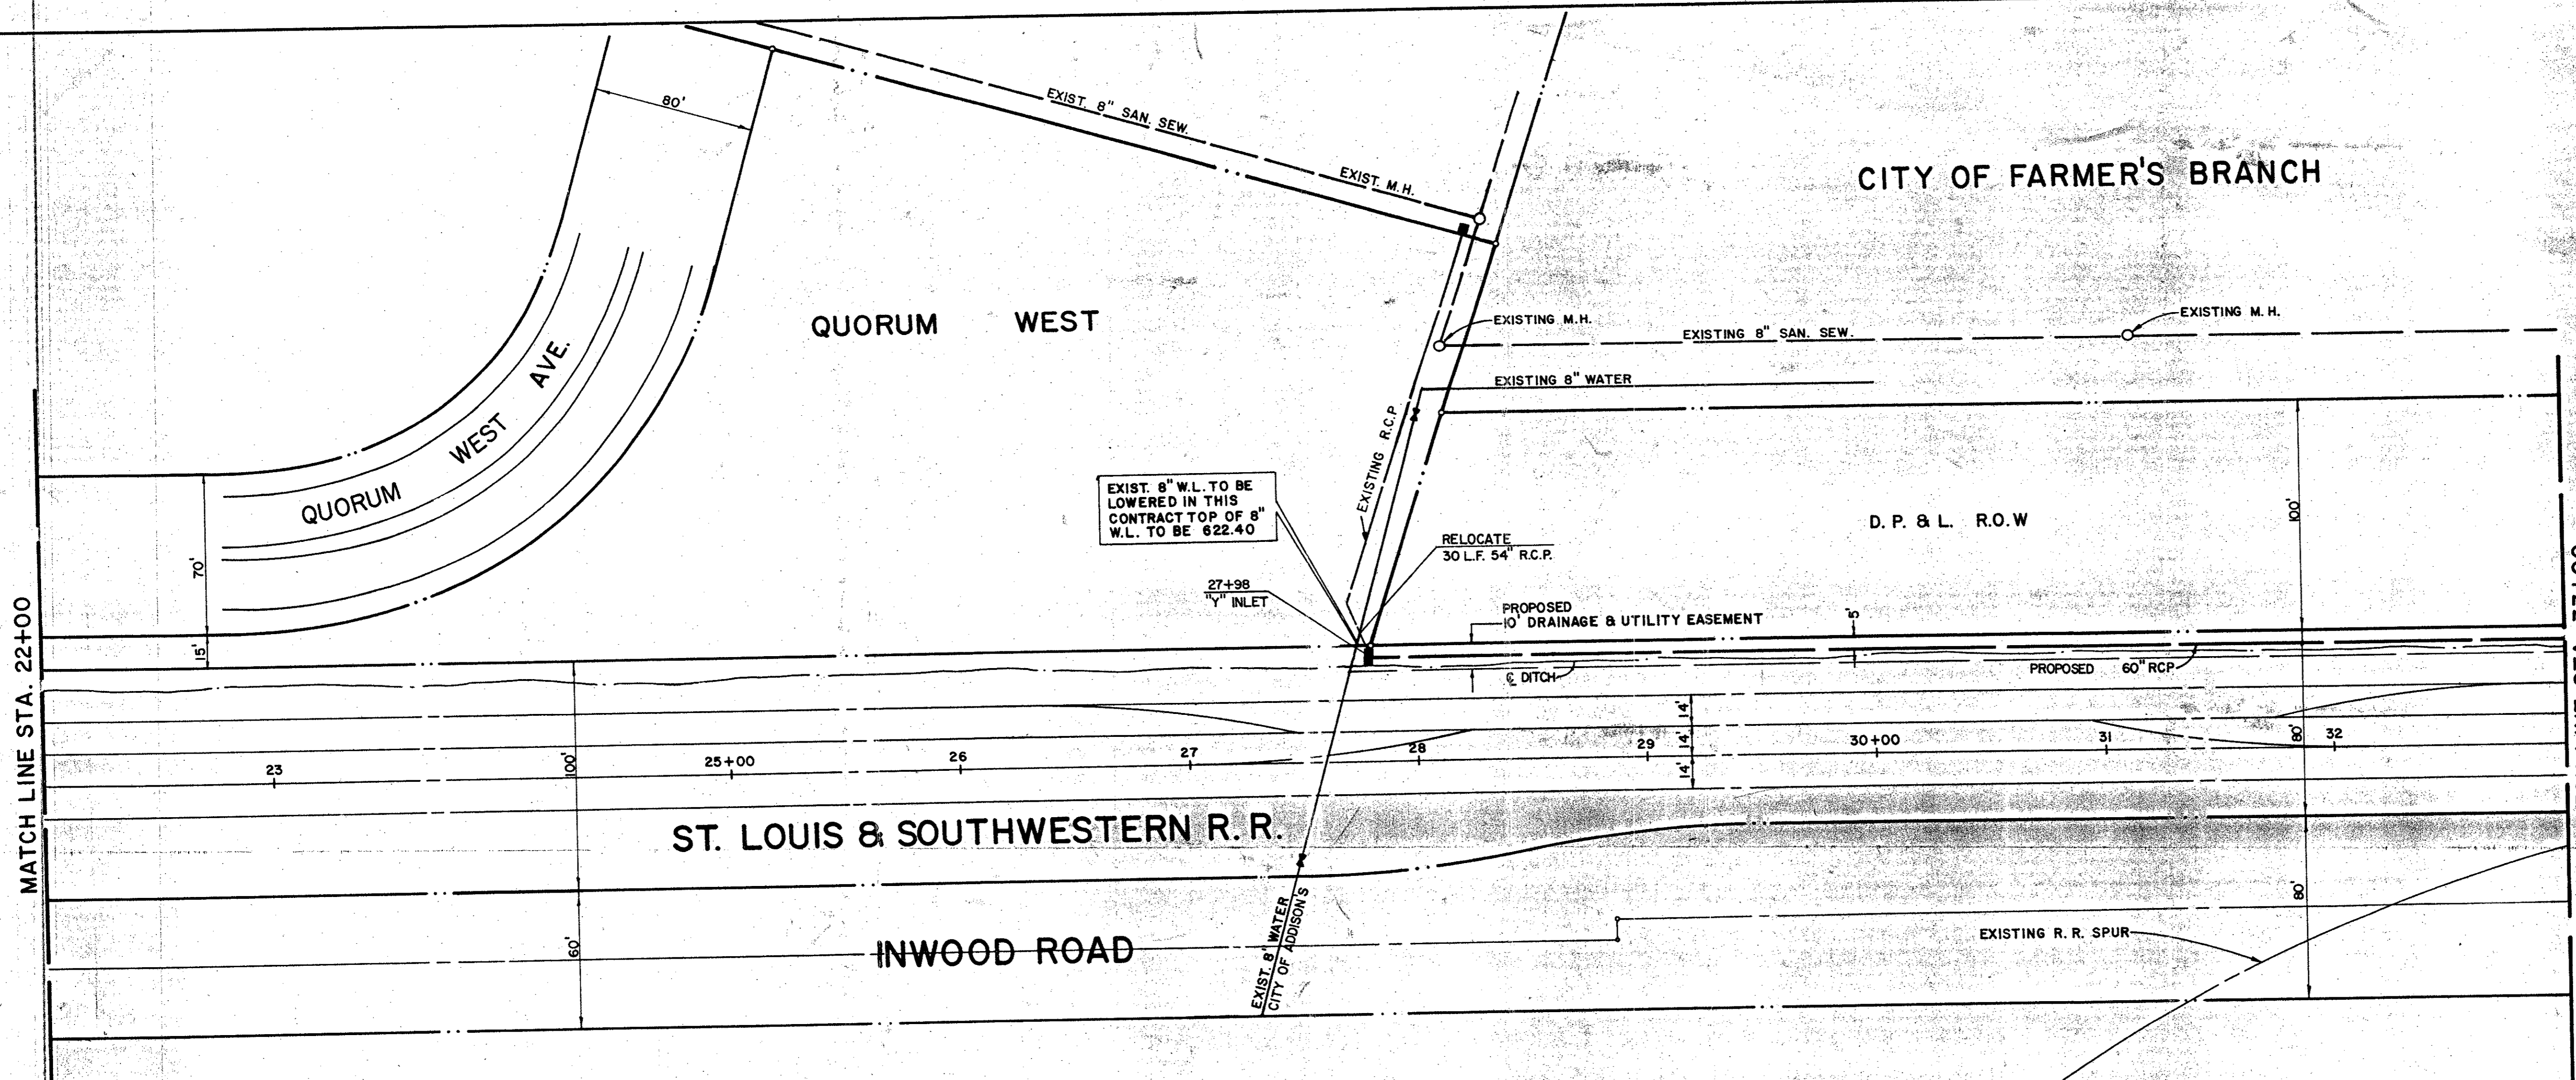 80'
EXIST. 8" SAN. SEW.
EXIST. M.H.
CITY OF FARMER'S BRANCH
QUORUM WEST
EXISTING M.H.
EXISTING 8" SAN. SEW.
EXISTING M.H.
EXISTING 8" WATER
QUORUM WEST AVE.
EXISTING R.C.P.
EXIST. 8" W.L. TO BE
LOWERED IN THIS
CONTRACT TOP OF 8"
W.L. TO BE 622.40
D. P. & L. R.O.W
100'
RELOCATE
30 L.F. 54" R.C.P.
27+98
"Y" INLET
70'
15'
PROPOSED
10' DRAINAGE & UTILITY EASEMENT
5'
PROPOSED 60" RCP
℄ DITCH
MATCH LINE STA. 22+00
14'
14'
14'
23
25+00
26
27
28
29
30+00
31
32
100'
80'
ST. LOUIS & SOUTHWESTERN R. R.
60'
INWOOD ROAD
EXIST. 8" WATER
CITY OF ADDISON'S
80'
EXISTING R. R. SPUR